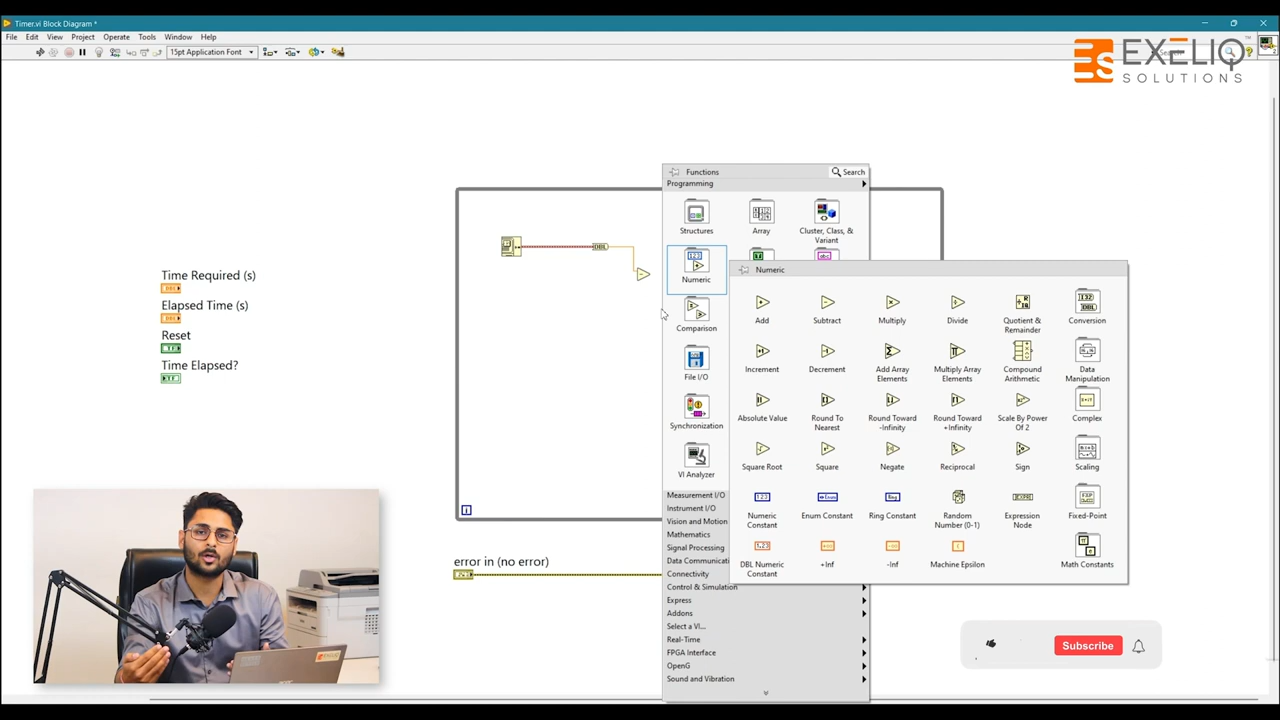 Timer.vi Block Diagram *
File Edit View Project Operate Tools Window Help
15pt Application Font
EXELIQ
SOLUTIONS
Functions
Search
Programming
Structures
Array
Cluster, Class, & Variant
Numeric
Comparison
File I/O
Synchronization
VI Analyzer
Measurement I/O
Instrument I/O
Vision and Motion
Mathematics
Signal Processing
Data Communicati
Connectivity
Control & Simulation
Express
Addons
Select a VI...
Real-Time
FPGA Interface
OpenG
Sound and Vibration
Numeric
Add
Subtract
Multiply
Divide
Quotient & Remainder
Conversion
Increment
Decrement
Add Array Elements
Multiply Array Elements
Compound Arithmetic
Data Manipulation
Absolute Value
Round To Nearest
Round Toward -Infinity
Round Toward +Infinity
Scale By Power Of 2
Complex
Square Root
Square
Negate
Reciprocal
Sign
Scaling
Numeric Constant
Enum Constant
Ring Constant
Random Number (0-1)
Expression Node
Fixed-Point
DBL Numeric Constant
+Inf
-Inf
Machine Epsilon
Math Constants
DBL
Time Required (s)
Elapsed Time (s)
Reset
Time Elapsed?
i
error in (no error)
Subscribe